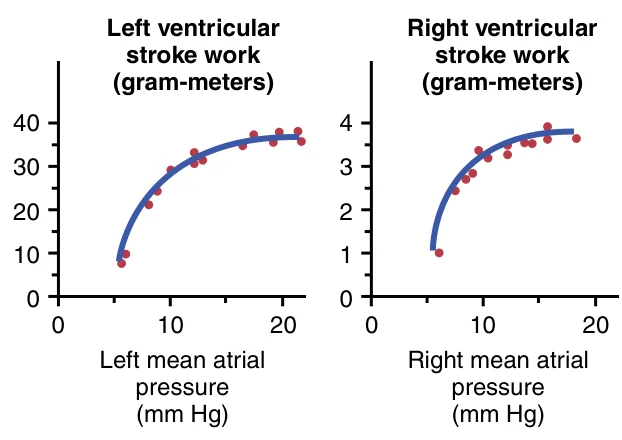 Left ventricular
stroke work
(gram-meters)
40
30
20
10
0
0
10
20
Left mean atrial
pressure
(mm Hg)
Right ventricular
stroke work
(gram-meters)
4
3
2
1
0
0
10
20
Right mean atrial
pressure
(mm Hg)